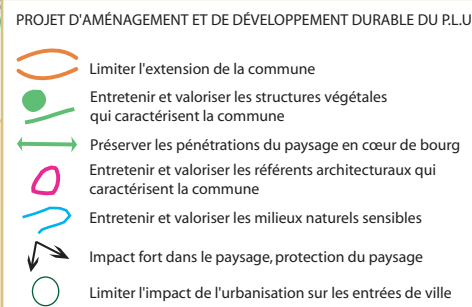 PROJET D'AMÉNAGEMENT ET DE DÉVELOPPEMENT DURABLE DU P.L.U
Limiter l'extension de la commune
Entretenir et valoriser les structures végétales
qui caractérisent la commune
Préserver les pénétrations du paysage en cœur de bourg
Entretenir et valoriser les référents architecturaux qui
caractérisent la commune
Entretenir et valoriser les milieux naturels sensibles
Impact fort dans le paysage, protection du paysage
Limiter l'impact de l'urbanisation sur les entrées de ville